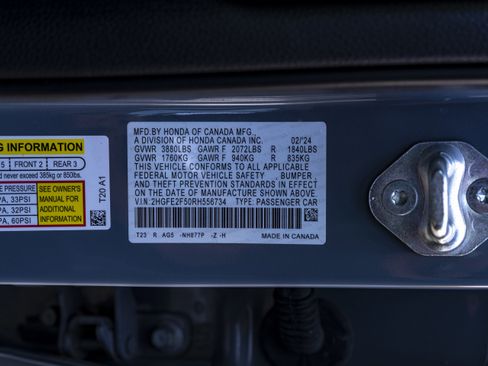 G INFORMATION
5 FRONT 2 REAR 3
never exceed 385kg or 850lbs.
E PRESSURE
PA, 33PSI
PA, 32PSI
PA, 60PSI
SEE OWNER'S
MANUAL FOR
ADDITIONAL
INFORMATION
T20 A1
MFD.BY HONDA OF CANADA MFG.,
A DIVISION OF HONDA CANADA INC. 02/'24
GVWR 3880LBS GAWR F 2072LBS R 1840LBS
GVWR 1760KG GAWR F 940KG R 835KG
THIS VEHICLE CONFORMS TO ALL APPLICABLE
FEDERAL MOTOR VEHICLE SAFETY , BUMPER ,
AND THEFT PREVENTION STANDARDS IN EFFECT
ON THE DATE OF MANUFACTURE SHOWN ABOVE.
V.I.N: 2HGFE2F50RH556734 TYPE: PASSENGER CAR
T23 R AG5 -NH877P -Z -H
MADE IN CANADA